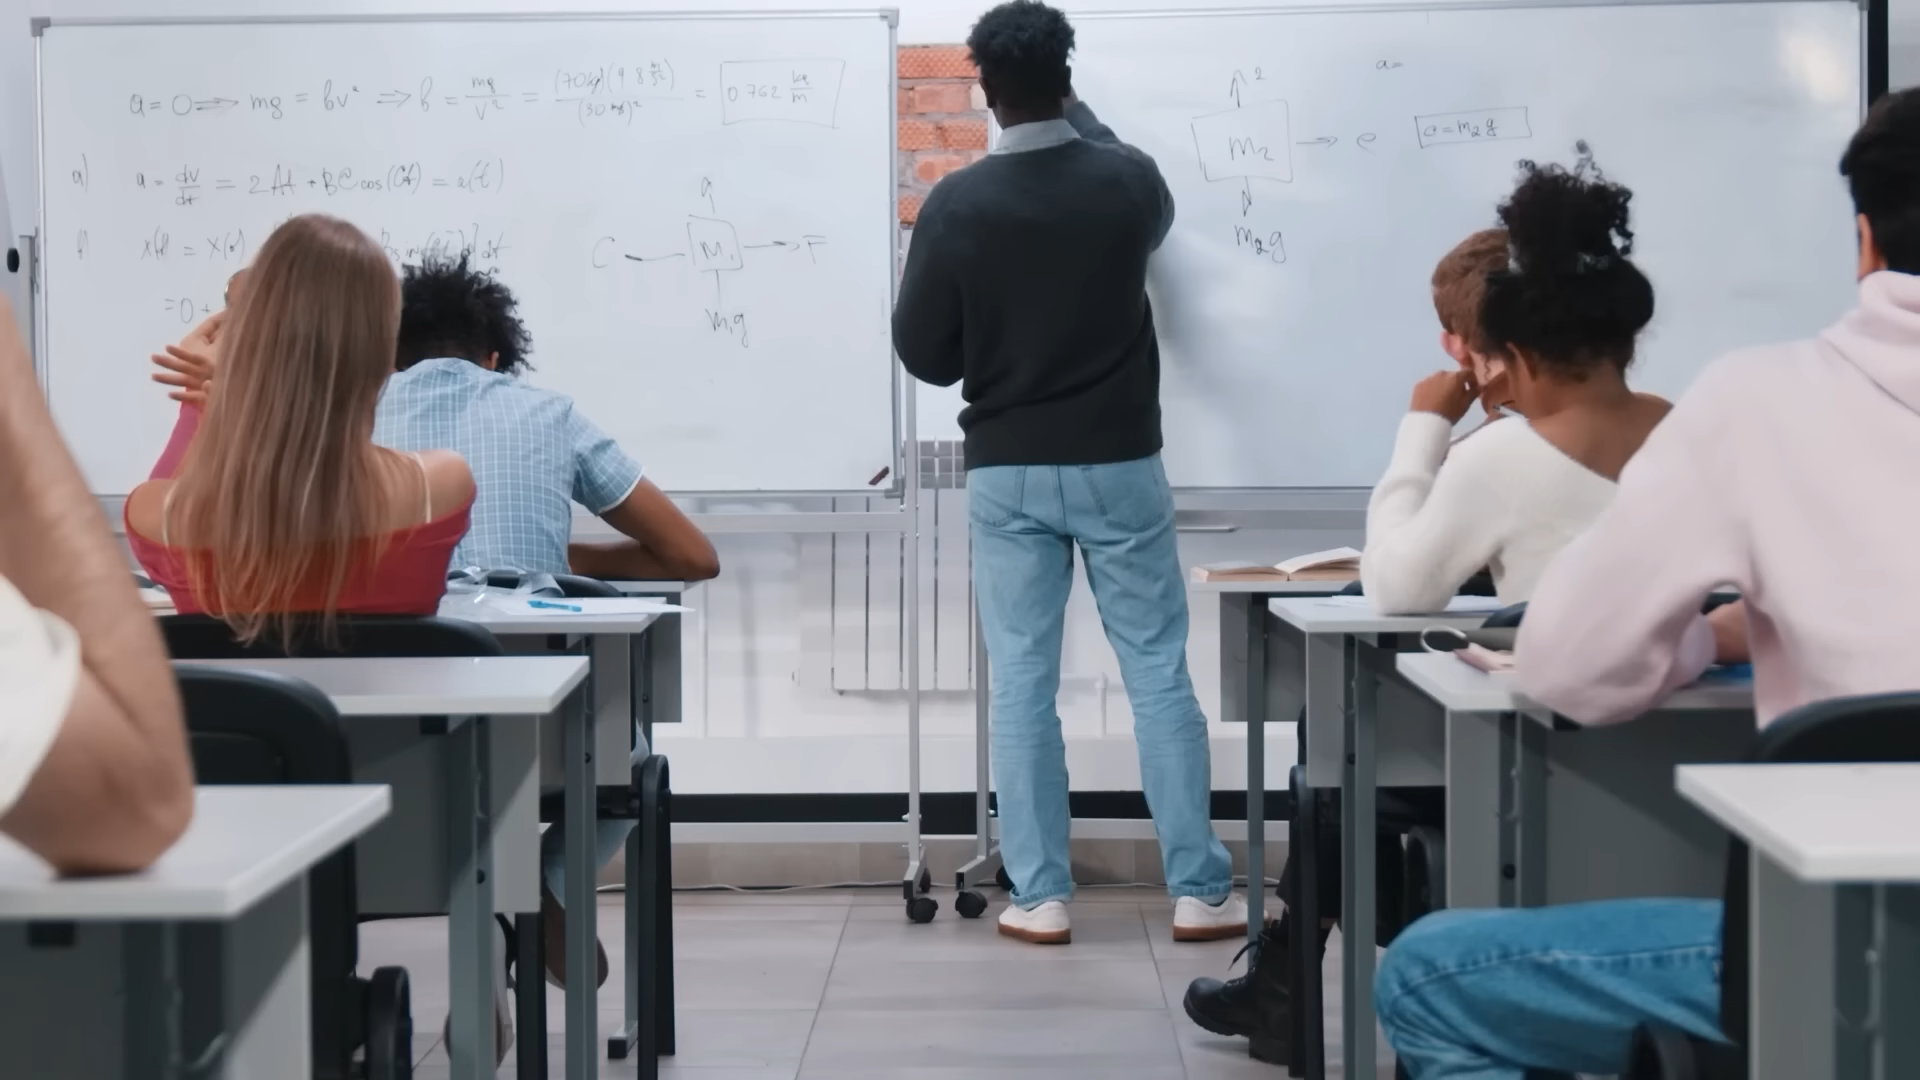 a = 0 ⟹ mg = bv² ⟹ b = mg/v² = (70kg)(9 8 m/s²)/(30 m/s)² = 0 762 kg/m
a) a = dv/dt = 2At + BC cos(Ct) = a(t)
x(t) = x(0) sin dt
= 0 +
a
C M₁ → F
m₁g
a=
2
m₂ → e
a = m₂g
m₂g